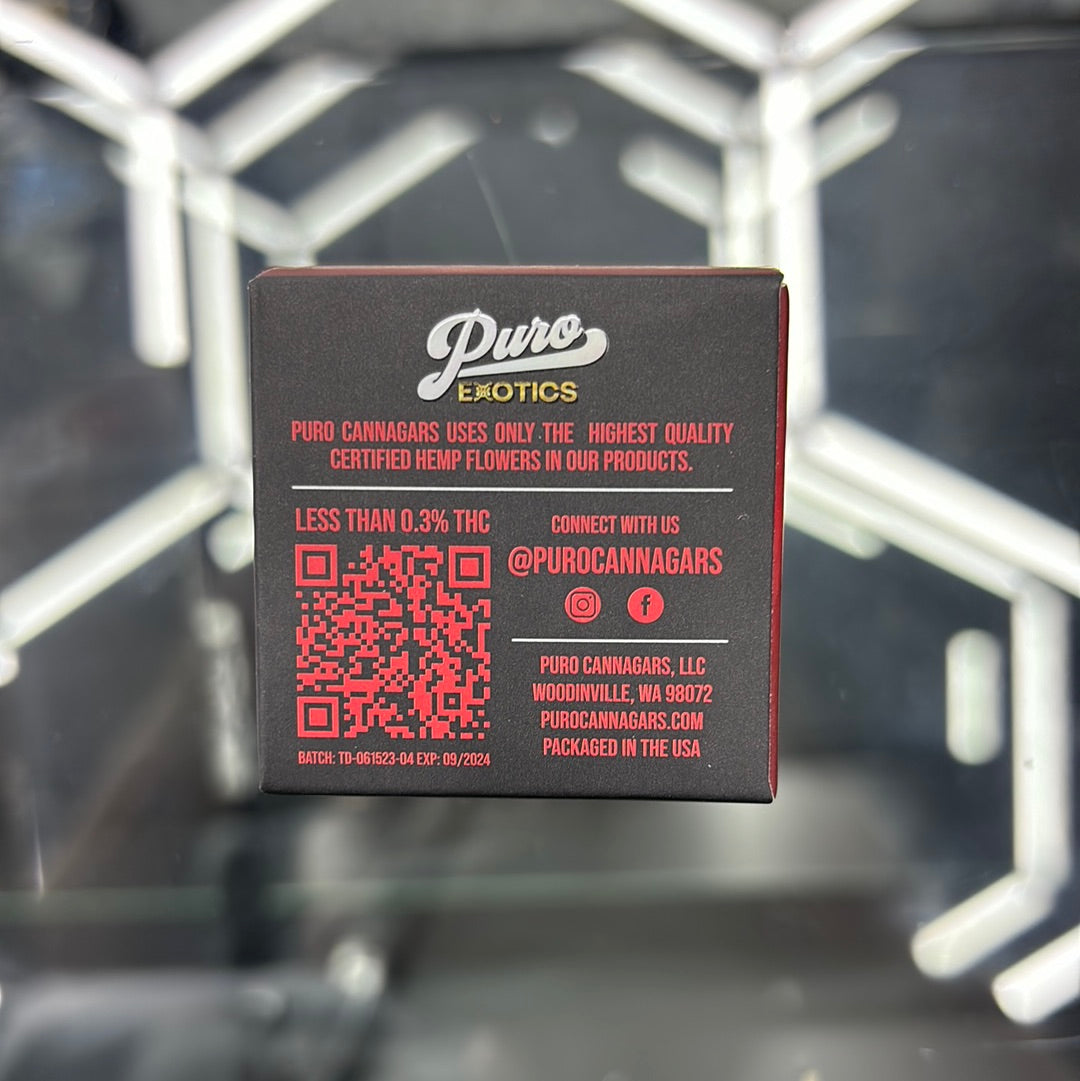 Puro
EXOTICS
PURO CANNAGARS USES ONLY THE HIGHEST QUALITY
CERTIFIED HEMP FLOWERS IN OUR PRODUCTS.
LESS THAN 0.3% THC
BATCH: TD-061523-04 EXP: 09/2024
CONNECT WITH US
@PUROCANNAGARS
PURO CANNAGARS, LLC
WOODINVILLE, WA 98072
PUROCANNAGARS.COM
PACKAGED IN THE USA